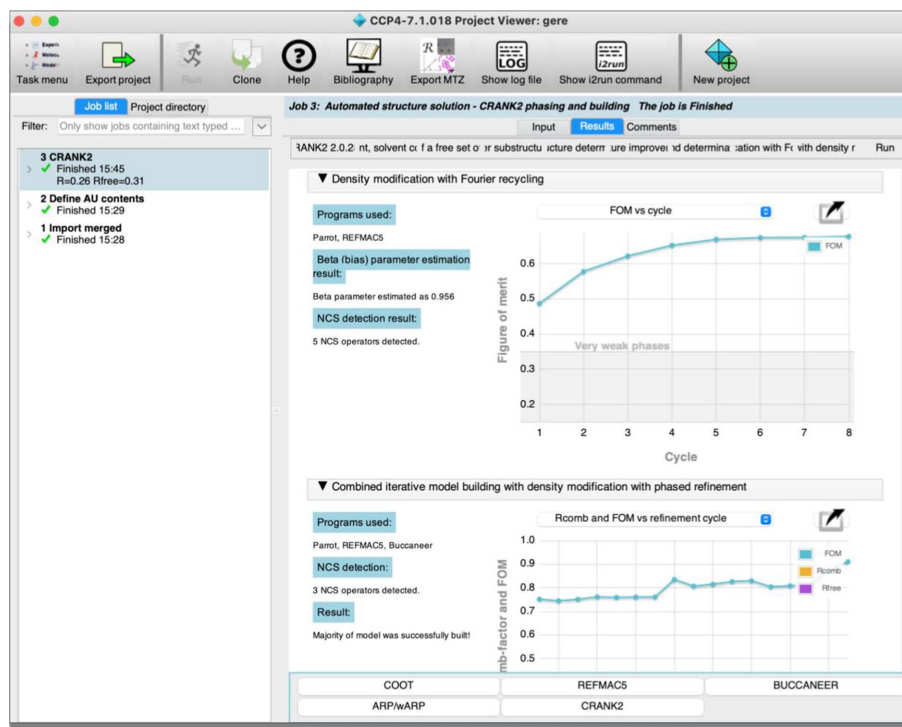 CCP4-7.1.018 Project Viewer: gere
Task menu
Export project
Run
Clone
Help
Bibliography
Export MTZ
Show log file
Show i2run command
New project
LOG
i2run
Job list
Project directory
Filter:
Only show jobs containing text typed ...
3 CRANK2
Finished 15:45
R=0.26 Rfree=0.31
2 Define AU contents
Finished 15:29
1 Import merged
Finished 15:28
Job 3: Automated structure solution - CRANK2 phasing and building The job is Finished
Input
Results
Comments
Run
▼ Density modification with Fourier recycling
Programs used:
Parrot, REFMAC5
Beta (bias) parameter estimation
result:
Beta parameter estimated as 0.956
NCS detection result:
5 NCS operators detected.
FOM vs cycle
FOM
Figure of merit
0.6
0.5
0.4
0.3
0.2
Very weak phases
1 2 3 4 5 6 7 8
Cycle
▼ Combined iterative model building with density modification with phased refinement
Programs used:
Parrot, REFMAC5, Buccaneer
NCS detection:
3 NCS operators detected.
Result:
Majority of model was successfully built!
Rcomb and FOM vs refinement cycle
FOM
Rcomb
Rfree
mb-factor and FOM
1.0
0.9
0.8
0.7
0.6
0.5
COOT
REFMAC5
BUCCANEER
ARP/wARP
CRANK2